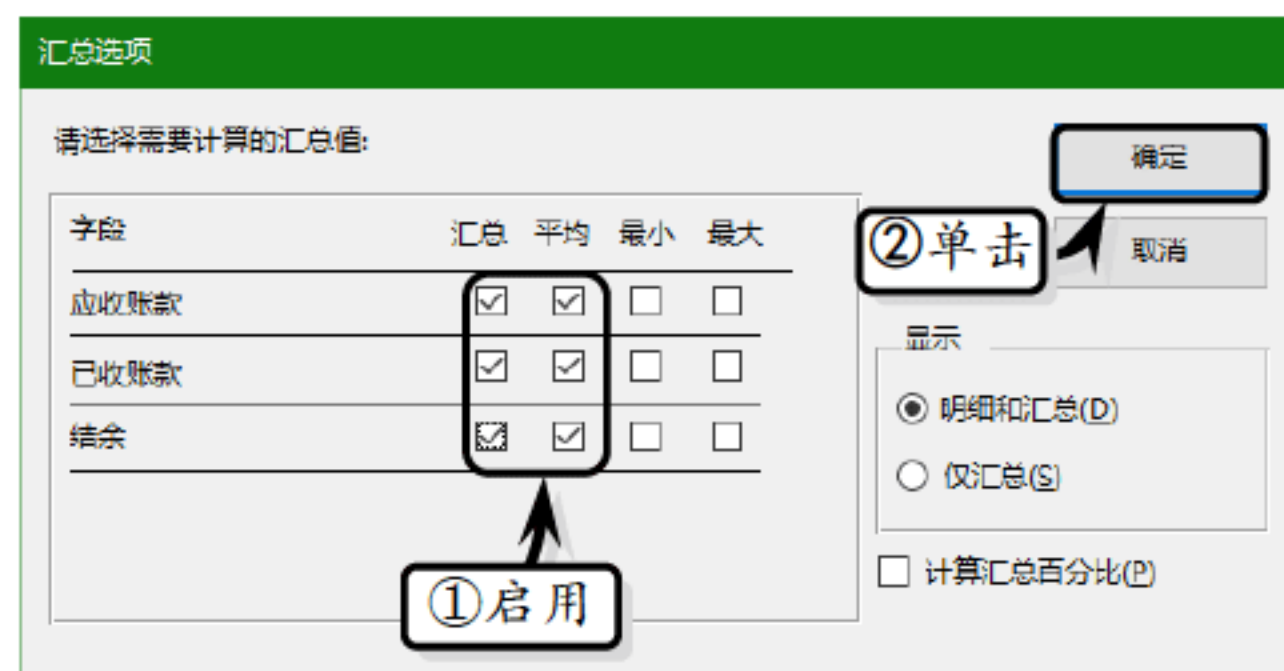 汇总选项
请选择需要计算的汇总值:
确定
字段 汇总 平均 最小 最大
②单击
取消
应收账款
显示
已收账款
明细和汇总(D)
结余
仅汇总(S)
计算汇总百分比(P)
①启用